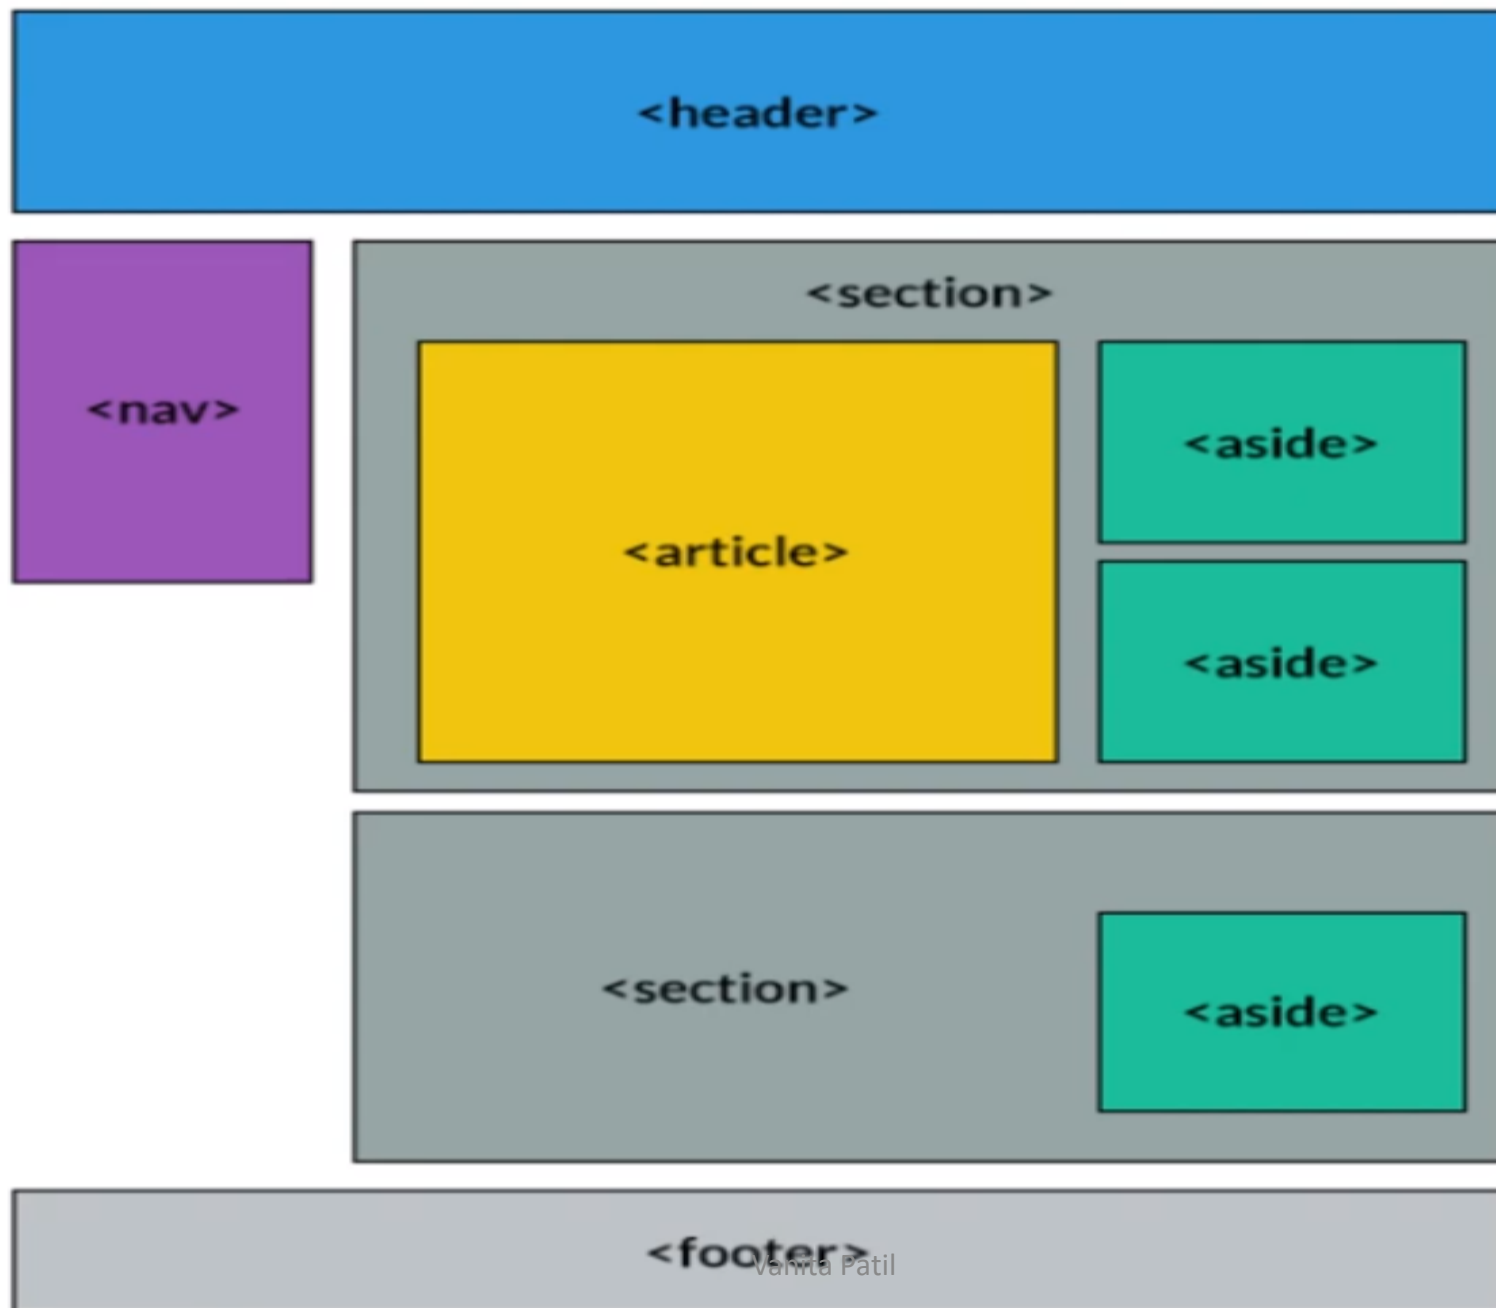 <header>
<nav>
<section>
<article>
<aside>
<aside>
<section>
<aside>
<footer>
Vanita Patil